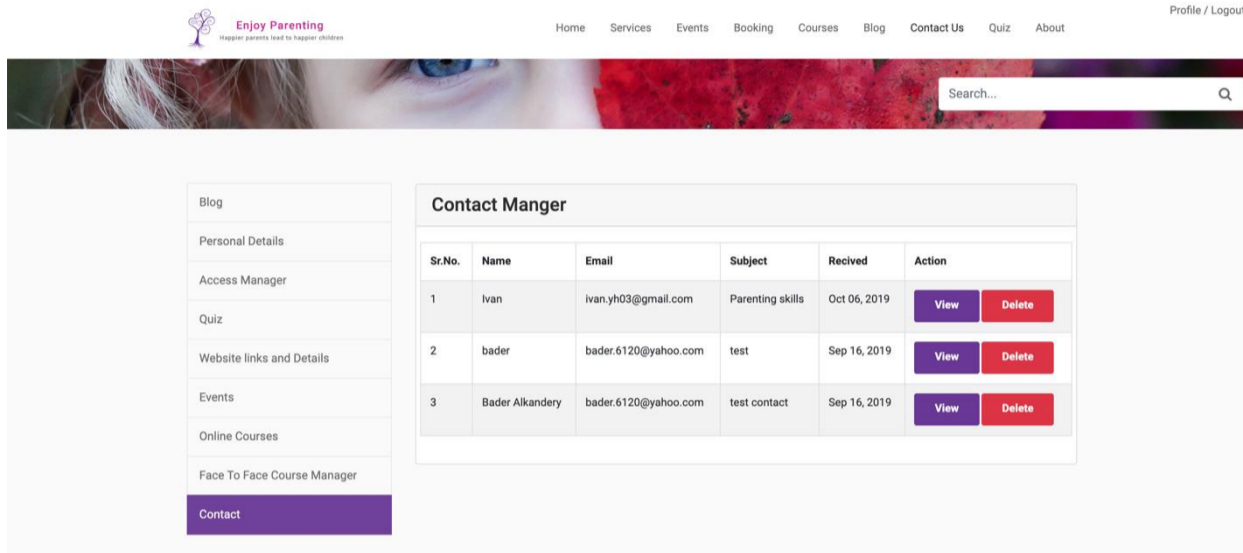 Profile / Logout
Enjoy Parenting
Happier parents lead to happier children
Home Services Events Booking Courses Blog Contact Us Quiz About
Search...
Blog
Personal Details
Access Manager
Quiz
Website links and Details
Events
Online Courses
Face To Face Course Manager
Contact
Contact Manger
Sr.No. Name Email Subject Recived Action
1 Ivan ivan.yh03@gmail.com Parenting skills Oct 06, 2019 View Delete
2 bader bader.6120@yahoo.com test Sep 16, 2019 View Delete
3 Bader Alkandery bader.6120@yahoo.com test contact Sep 16, 2019 View Delete